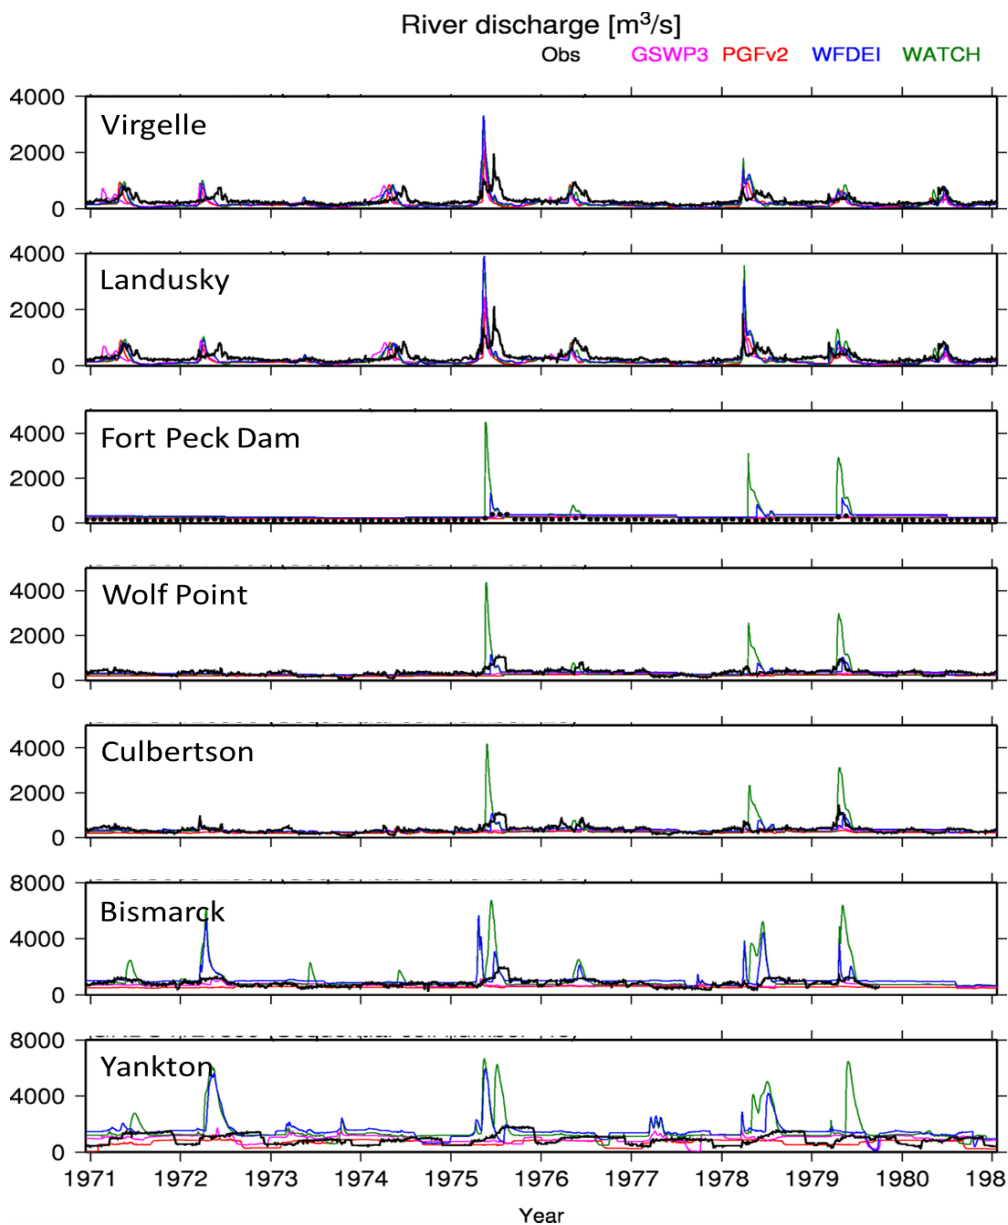 River discharge [m³/s]
Obs GSWP3 PGFv2 WFDEI WATCH
4000
Virgelle
2000
0
4000
Landusky
2000
0
4000
Fort Peck Dam
2000
0
4000
Wolf Point
2000
0
4000
Culbertson
2000
0
8000
Bismarck
4000
0
8000
Yankton
4000
0
1971 1972 1973 1974 1975 1976 1977 1978 1979 1980 198
Year